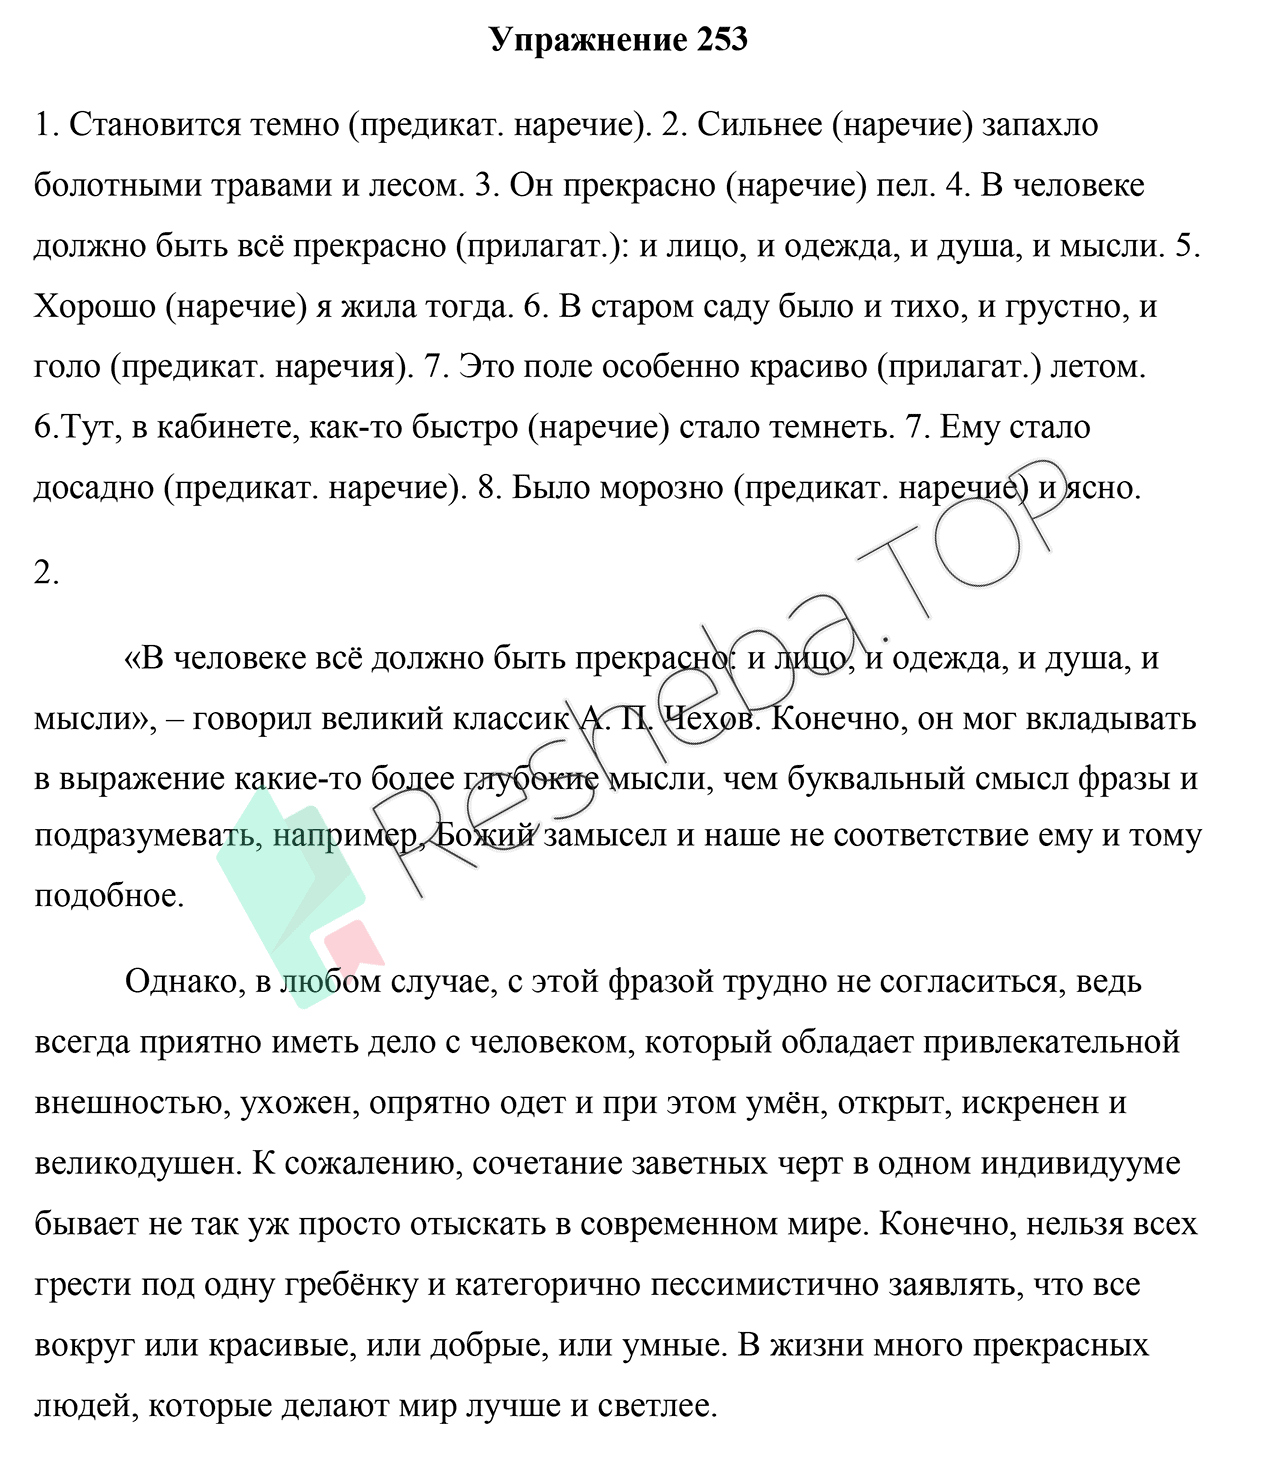 Упражнение 253
1. Становится темно (предикат. наречие). 2. Сильнее (наречие) запахло
болотными травами и лесом. 3. Он прекрасно (наречие) пел. 4. В человеке
должно быть всё прекрасно (прилагат.): и лицо, и одежда, и душа, и мысли. 5.
Хорошо (наречие) я жила тогда. 6. В старом саду было и тихо, и грустно, и
голо (предикат. наречия). 7. Это поле особенно красиво (прилагат.) летом.
6.Тут, в кабинете, как-то быстро (наречие) стало темнеть. 7. Ему стало
досадно (предикат. наречие). 8. Было морозно (предикат. наречие) и ясно.
2.
«В человеке всё должно быть прекрасно: и лицо, и одежда, и душа, и
мысли», – говорил великий классик А. П. Чехов. Конечно, он мог вкладывать
в выражение какие-то более глубокие мысли, чем буквальный смысл фразы и
подразумевать, например, Божий замысел и наше не соответствие ему и тому
подобное.
Однако, в любом случае, с этой фразой трудно не согласиться, ведь
всегда приятно иметь дело с человеком, который обладает привлекательной
внешностью, ухожен, опрятно одет и при этом умён, открыт, искренен и
великодушен. К сожалению, сочетание заветных черт в одном индивидууме
бывает не так уж просто отыскать в современном мире. Конечно, нельзя всех
грести под одну гребёнку и категорично пессимистично заявлять, что все
вокруг или красивые, или добрые, или умные. В жизни много прекрасных
людей, которые делают мир лучше и светлее.
Resheba.TOP